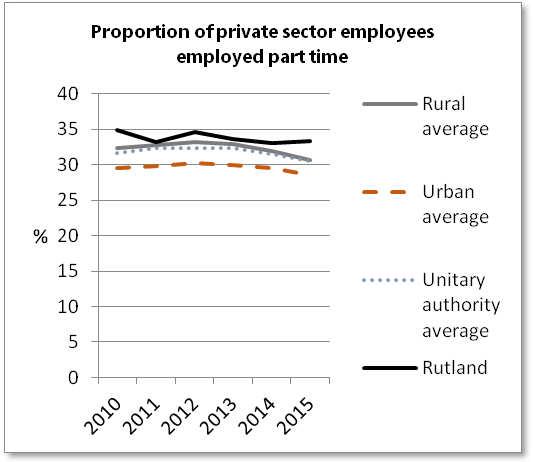 Proportion of private sector employees
employed part time
40
35
30
25
20
15
10
5
0
%
2010
2011
2012
2013
2014
2015
Rural
average
Urban
average
Unitary
authority
average
Rutland